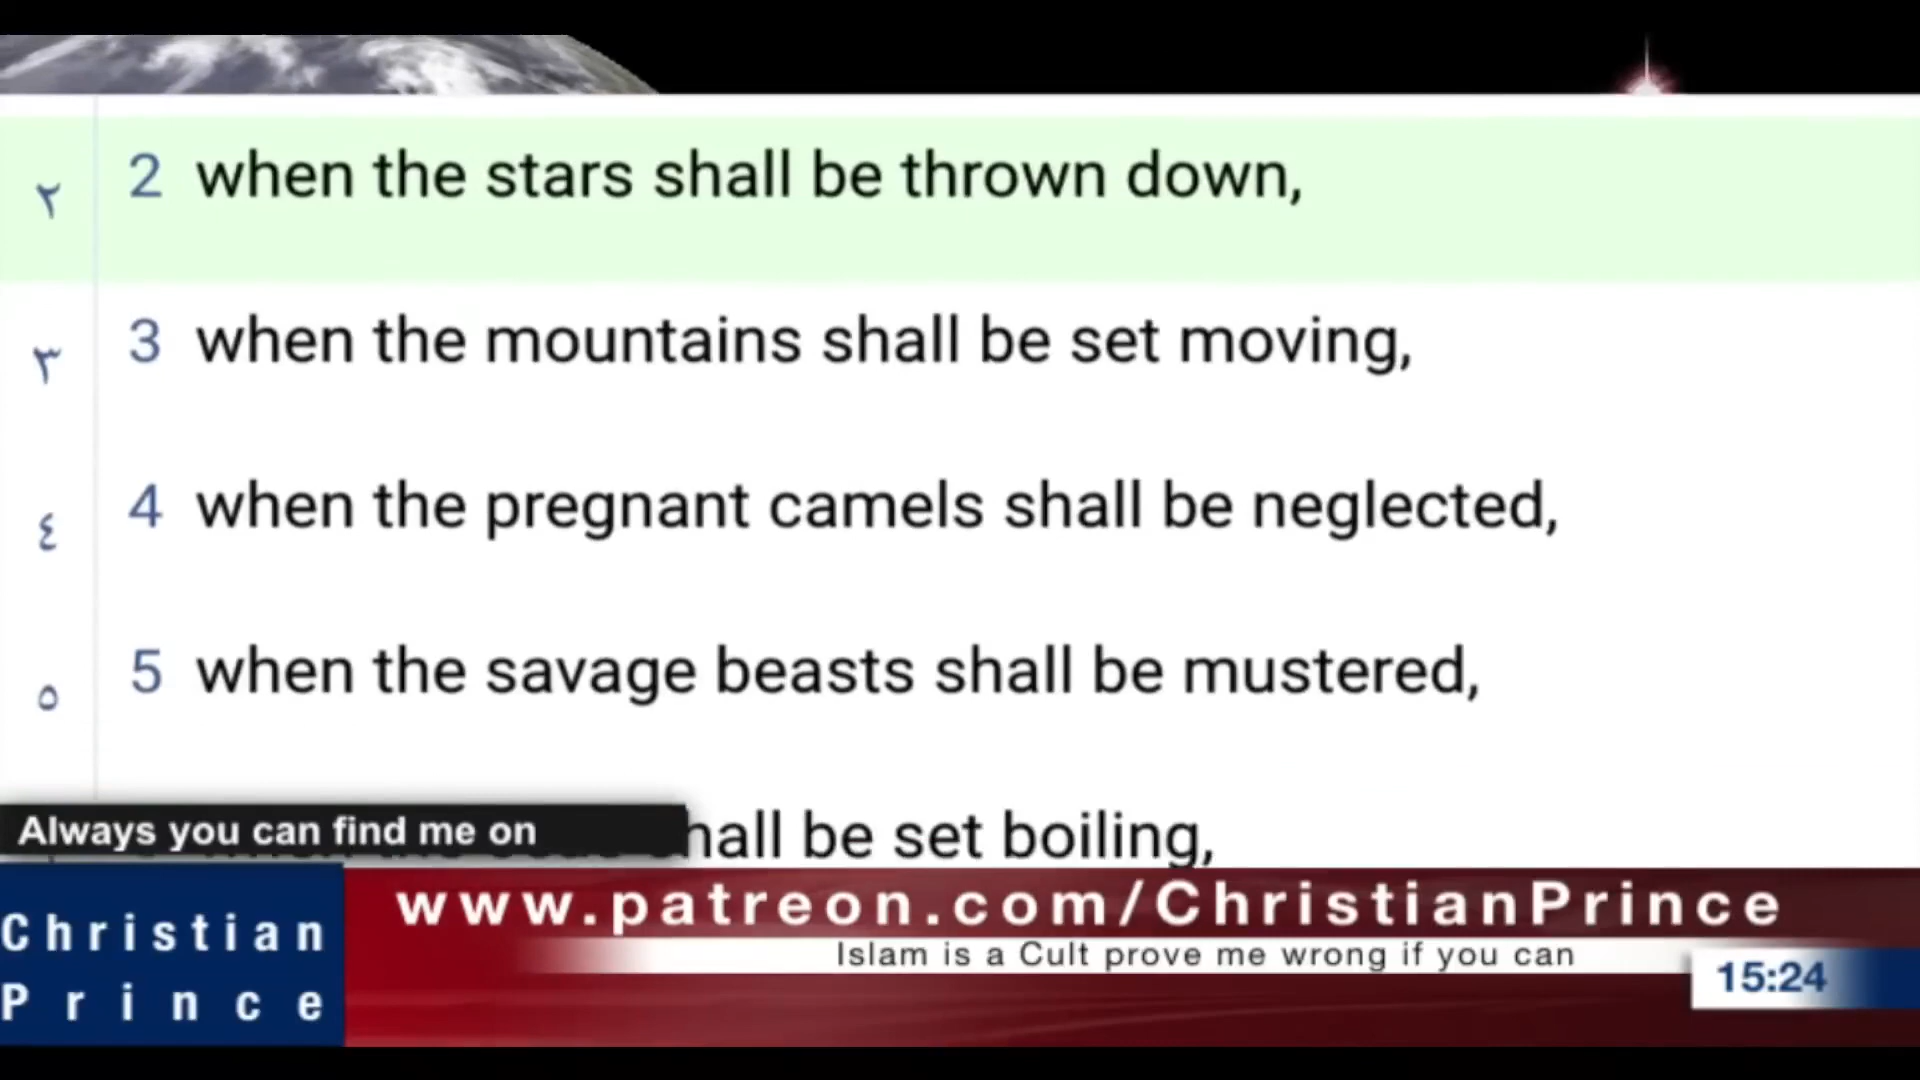 ٢ 2 when the stars shall be thrown down,
٣ 3 when the mountains shall be set moving,
٤ 4 when the pregnant camels shall be neglected,
٥ 5 when the savage beasts shall be mustered,
shall be set boiling,
Always you can find me on
www.patreon.com/ChristianPrince
Christian
Prince
Islam is a Cult prove me wrong if you can
15:24